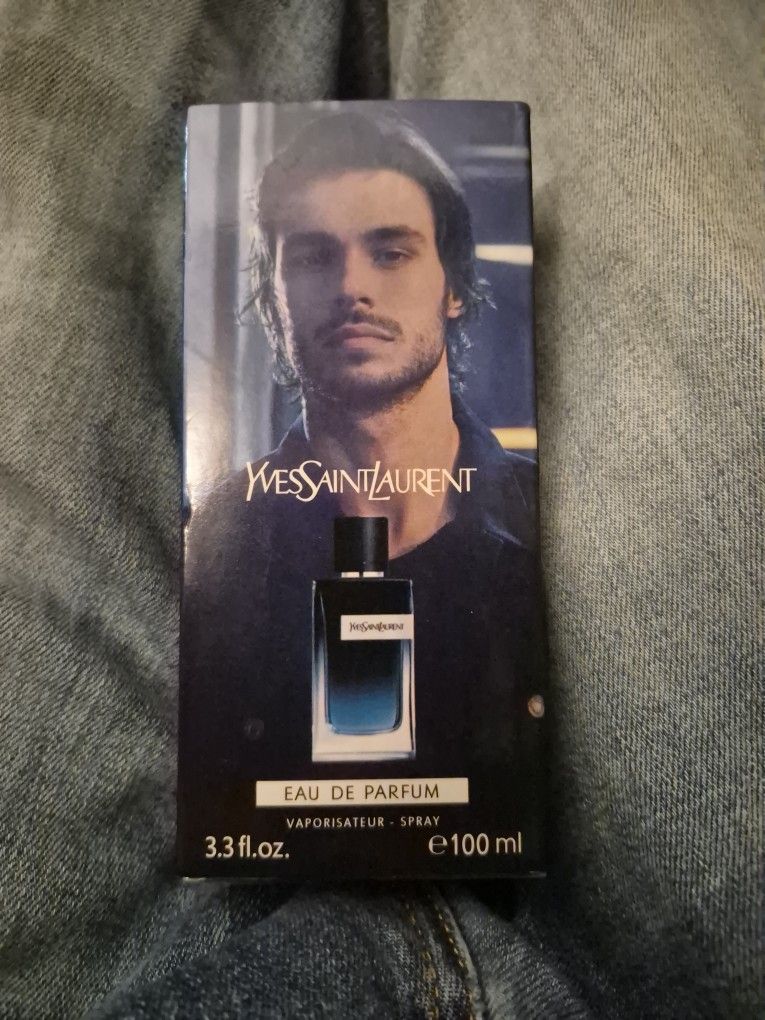 YVESSAINTLAURENT
YVESSAINTLAURENT
EAU DE PARFUM
VAPORISATEUR - SPRAY
3.3 fl.oz. ℮100 ml